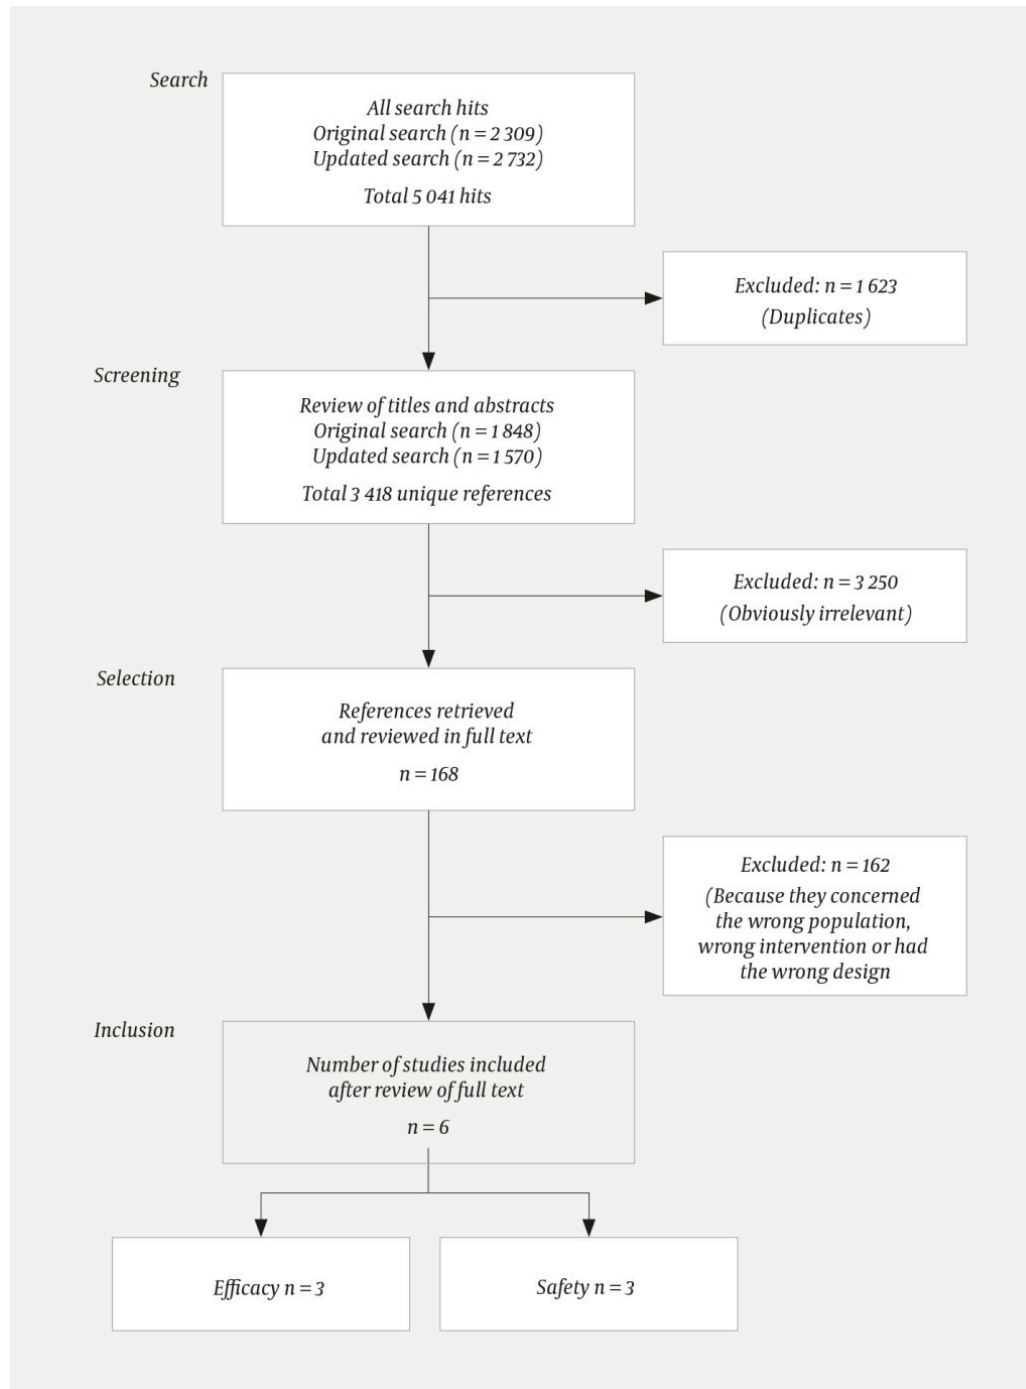 Search
All search hits
Original search (n = 2 309)
Updated search (n = 2 732)
Total 5 041 hits
Excluded: n = 1 623
(Duplicates)
Screening
Review of titles and abstracts
Original search (n = 1 848)
Updated search (n = 1 570)
Total 3 418 unique references
Excluded: n = 3 250
(Obviously irrelevant)
Selection
References retrieved
and reviewed in full text
n = 168
Excluded: n = 162
(Because they concerned
the wrong population,
wrong intervention or had
the wrong design
Inclusion
Number of studies included
after review of full text
n = 6
Efficacy n = 3
Safety n = 3